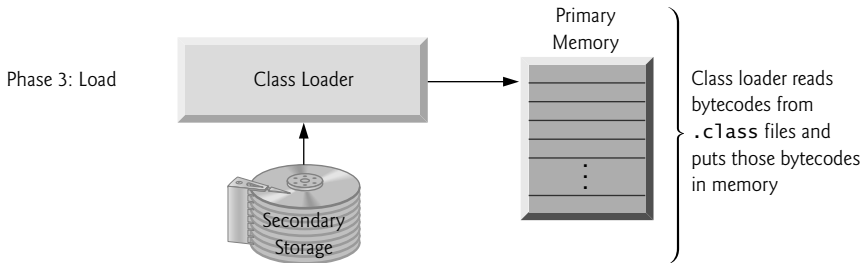 Phase 3: Load
Class Loader
Primary
Memory
Secondary
Storage
Class loader reads
bytecodes from
.class files and
puts those bytecodes
in memory